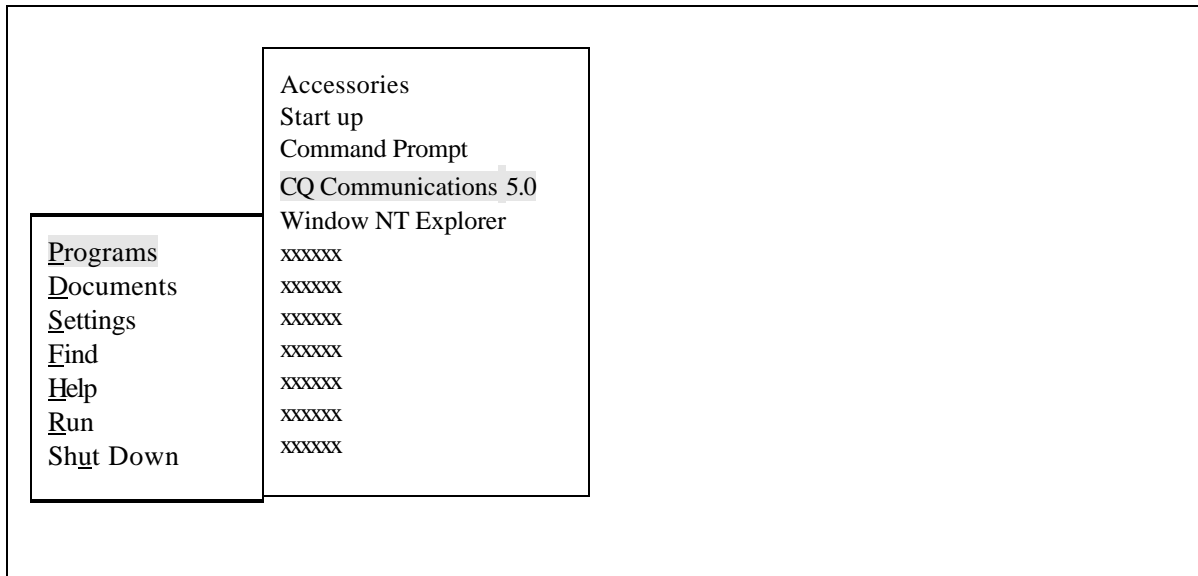 Accessories
Start up
Command Prompt
CQ Communications 5.0
Window NT Explorer
xxxxxx
xxxxxx
xxxxxx
xxxxxx
xxxxxx
xxxxxx
xxxxxx
Programs
Documents
Settings
Find
Help
Run
Shut Down